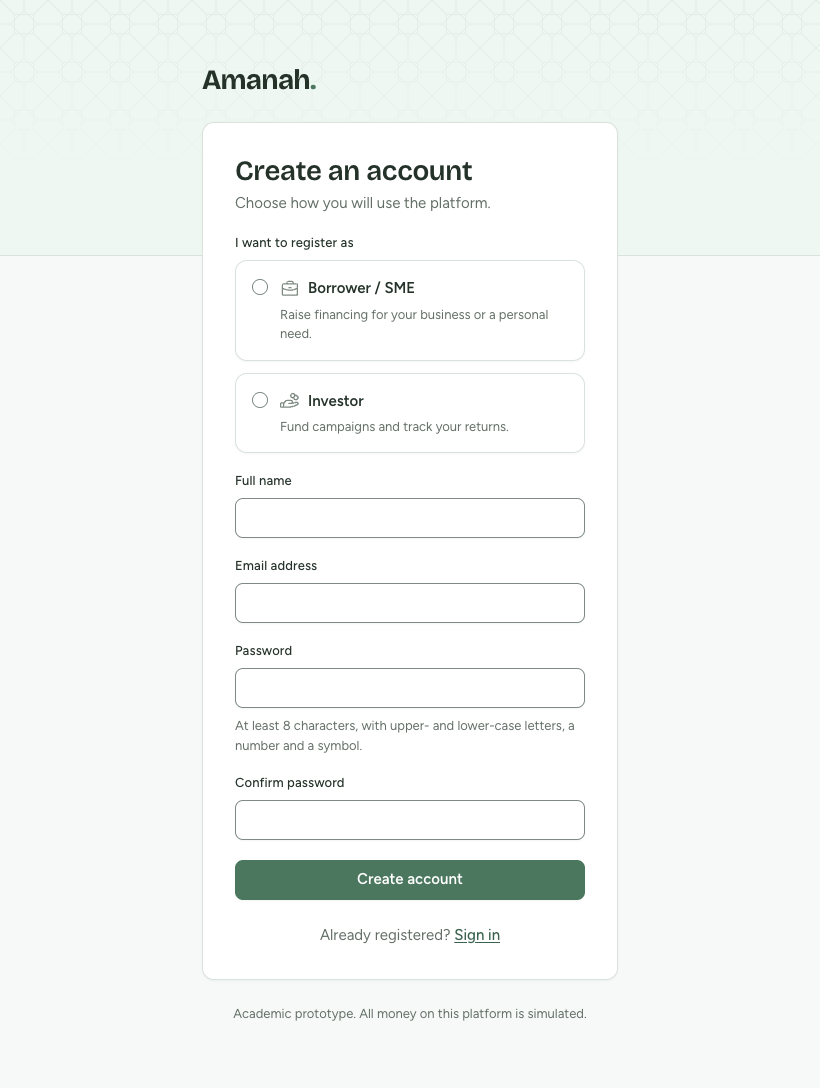 Amanah.
Create an account
Choose how you will use the platform.
I want to register as
Borrower / SME
Raise financing for your business or a personal
need.
Investor
Fund campaigns and track your returns.
Full name
Email address
Password
At least 8 characters, with upper- and lower-case letters, a
number and a symbol.
Confirm password
Create account
Already registered? Sign in
Academic prototype. All money on this platform is simulated.